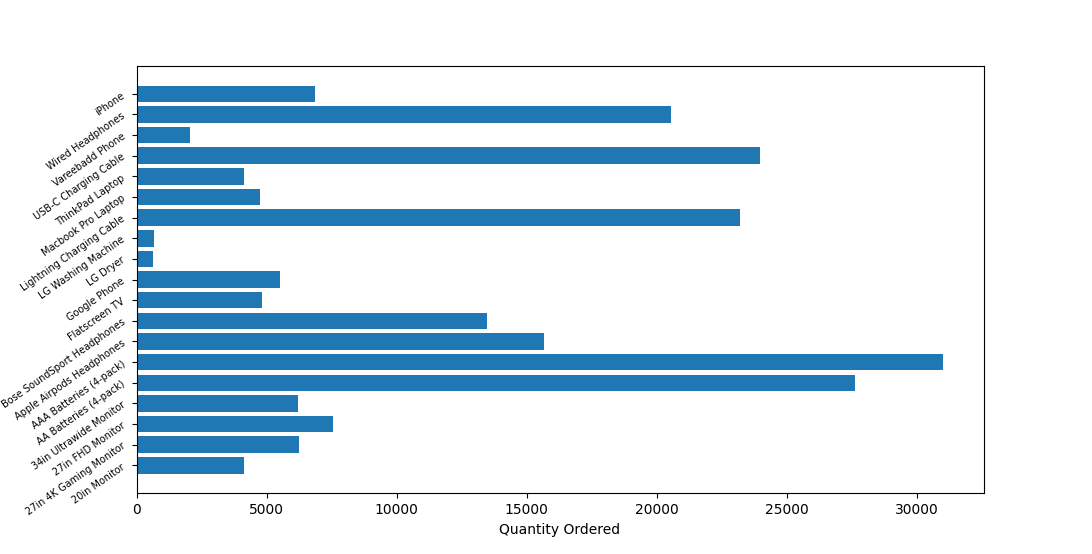 iPhone
Wired Headphones
Vareebadd Phone
USB-C Charging Cable
ThinkPad Laptop
Macbook Pro Laptop
Lightning Charging Cable
LG Washing Machine
LG Dryer
Google Phone
Flatscreen TV
Bose SoundSport Headphones
Apple Airpods Headphones
AAA Batteries (4-pack)
AA Batteries (4-pack)
34in Ultrawide Monitor
27in FHD Monitor
27in 4K Gaming Monitor
20in Monitor
0 5000 10000 15000 20000 25000 30000
Quantity Ordered